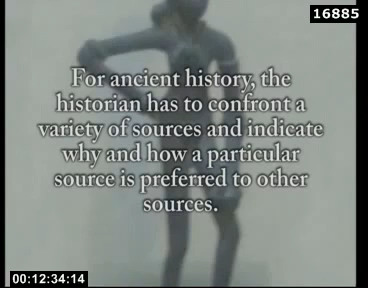 16885
For ancient history, the
historian has to confront a
variety of sources and indicate
why and how a particular
source is preferred to other
sources.
00:12:34:14